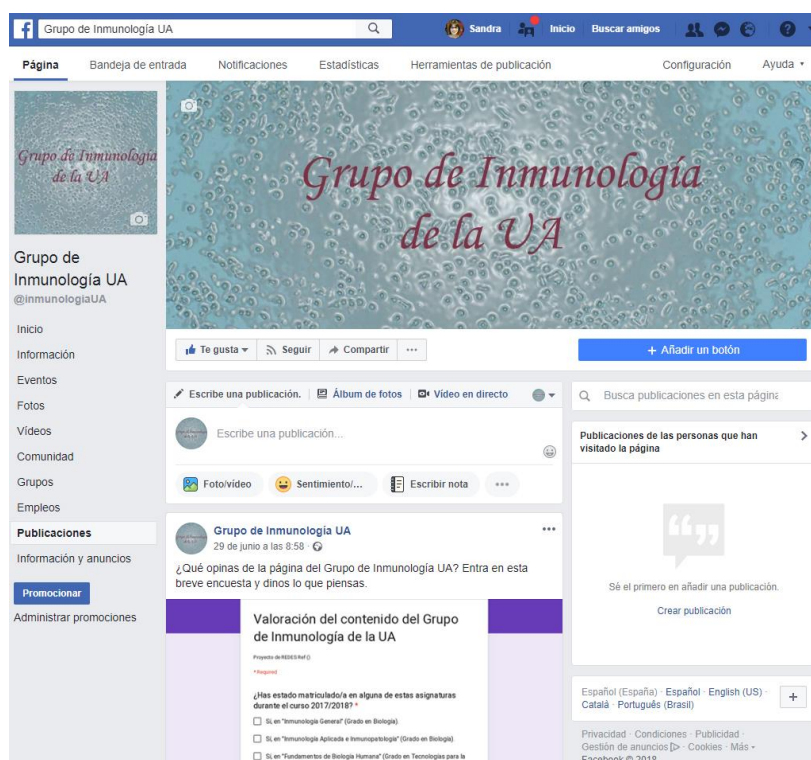 Grupo de Inmunología UA
Sandra
Inicio
Buscar amigos
Página
Bandeja de entrada
Notificaciones
Estadísticas
Herramientas de publicación
Configuración
Ayuda
Grupo de Inmunología
de la UA
Grupo de Inmunología
de la UA
Grupo de
Inmunología UA
@inmunologiaUA
Inicio
Información
Eventos
Fotos
Vídeos
Comunidad
Grupos
Empleos
Publicaciones
Información y anuncios
Promocionar
Administrar promociones
Te gusta
Seguir
Compartir
+ Añadir un botón
Escribe una publicación.
Álbum de fotos
Vídeo en directo
Escribe una publicación...
Foto/vídeo
Sentimiento/...
Escribir nota
Grupo de Inmunología UA
29 de junio a las 8:58 ·
¿Qué opinas de la página del Grupo de Inmunología UA? Entra en esta
breve encuesta y dinos lo que piensas.
Valoración del contenido del Grupo
de Inmunología de la UA
Proyecto de REDES Ref ()
*Required
¿Has estado matriculado/a en alguna de estas asignaturas
durante el curso 2017/2018? *
Sí, en "Inmunología General" (Grado en Biología).
Sí, en "Inmunología Aplicada e Inmunopatología" (Grado en Biología).
Sí, en "Fundamentos de Biología Humana" (Grado en Tecnologías para la
Busca publicaciones en esta página
Publicaciones de las personas que han
visitado la página
Sé el primero en añadir una publicación.
Crear publicación
Español (España) · Español · English (US) ·
Català · Português (Brasil)
Privacidad · Condiciones · Publicidad ·
Gestión de anuncios · Cookies · Más
Facebook © 2018